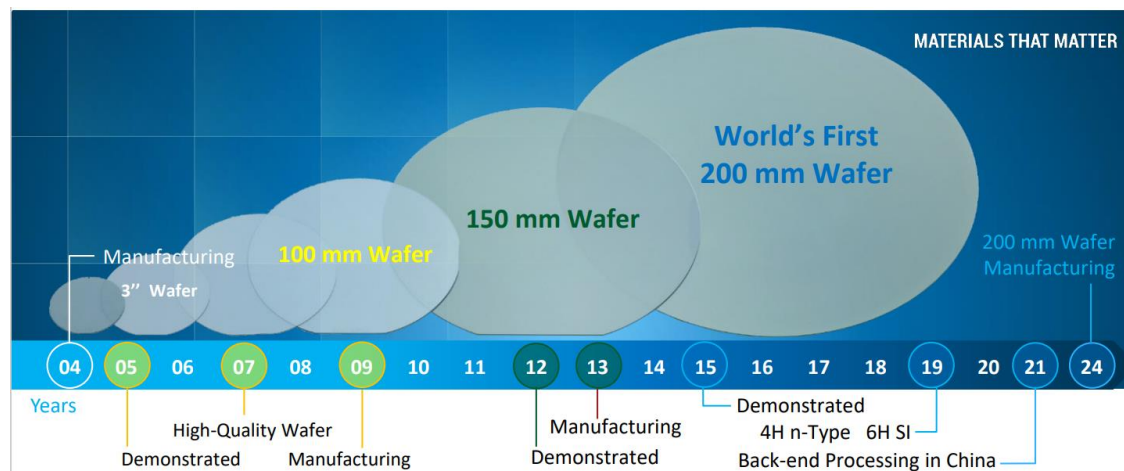 MATERIALS THAT MATTER
World's First
200 mm Wafer
150 mm Wafer
100 mm Wafer
Manufacturing
3'' Wafer
200 mm Wafer
Manufacturing
04 05 06 07 08 09 10 11 12 13 14 15 16 17 18 19 20 21 24
Years
High-Quality Wafer
Demonstrated
Manufacturing
Manufacturing
Demonstrated
Demonstrated
4H n-Type 6H SI
Back-end Processing in China